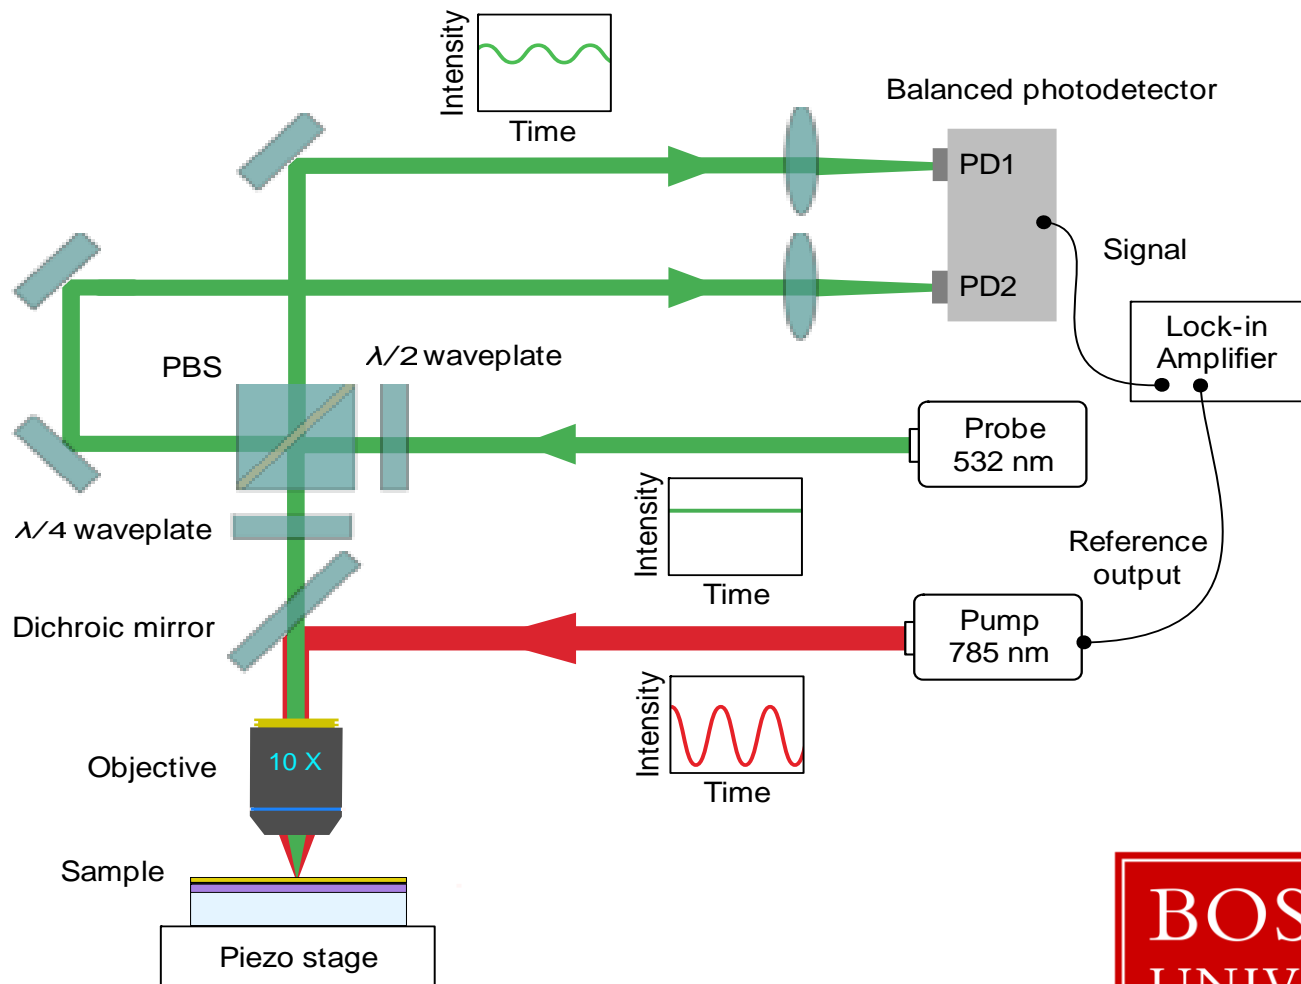 Intensity
Time
Balanced photodetector
PD1
Signal
PD2
Lock-in
Amplifier
λ/2 waveplate
PBS
Probe
532 nm
λ/4 waveplate
Intensity
Time
Reference
output
Dichroic mirror
Pump
785 nm
Intensity
Time
Objective
10 X
Sample
Piezo stage
BOS
UNIV